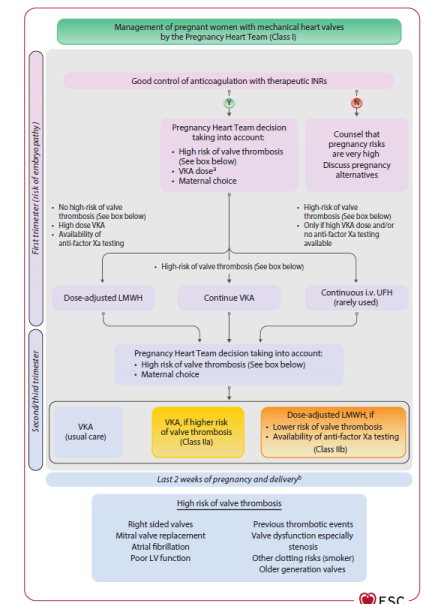 Management of pregnant women with mechanical heart valves
by the Pregnancy Heart Team (Class I)
First trimester (risk of embryopathy)
Good control of anticoagulation with therapeutic INRs
Y
N
Pregnancy Heart Team decision
taking into account:
• High risk of valve thrombosis
(See box below)
• VKA doseᵃ
• Maternal choice
Counsel that
pregnancy risks
are very high
Discuss pregnancy
alternatives
• No high-risk of valve
thrombosis (See box below)
• High dose VKA
• Availability of
anti-factor Xa testing
• High-risk of valve
thrombosis (See box below)
• Only if high VKA dose and/or
no anti-factor Xa testing
available
• High-risk of valve thrombosis (See box below)
Dose-adjusted LMWH
Continue VKA
Continuous i.v. UFH
(rarely used)
Second/third trimester
Pregnancy Heart Team decision taking into account:
• High risk of valve thrombosis (See box below)
• Maternal choice
VKA
(usual care)
VKA, if higher risk
of valve thrombosis
(Class IIa)
Dose-adjusted LMWH, if
• Lower risk of valve thrombosis
• Availability of anti-factor Xa testing
(Class IIb)
Last 2 weeks of pregnancy and deliveryᵇ
High risk of valve thrombosis
Right sided valves
Mitral valve replacement
Atrial fibrillation
Poor LV function
Previous thrombotic events
Valve dysfunction especially
stenosis
Other clotting risks (smoker)
Older generation valves
ESC